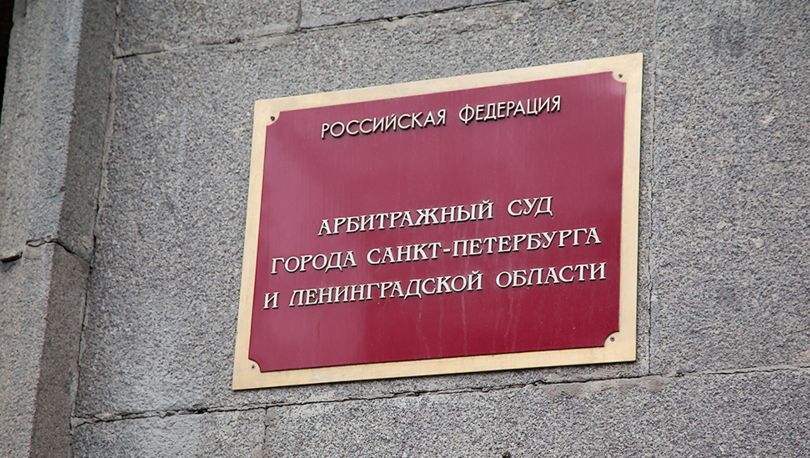 РОССИЙСКАЯ ФЕДЕРАЦИЯ
АРБИТРАЖНЫЙ СУД
ГОРОДА САНКТ-ПЕТЕРБУРГА
И ЛЕНИНГРАДСКОЙ ОБЛАСТИ